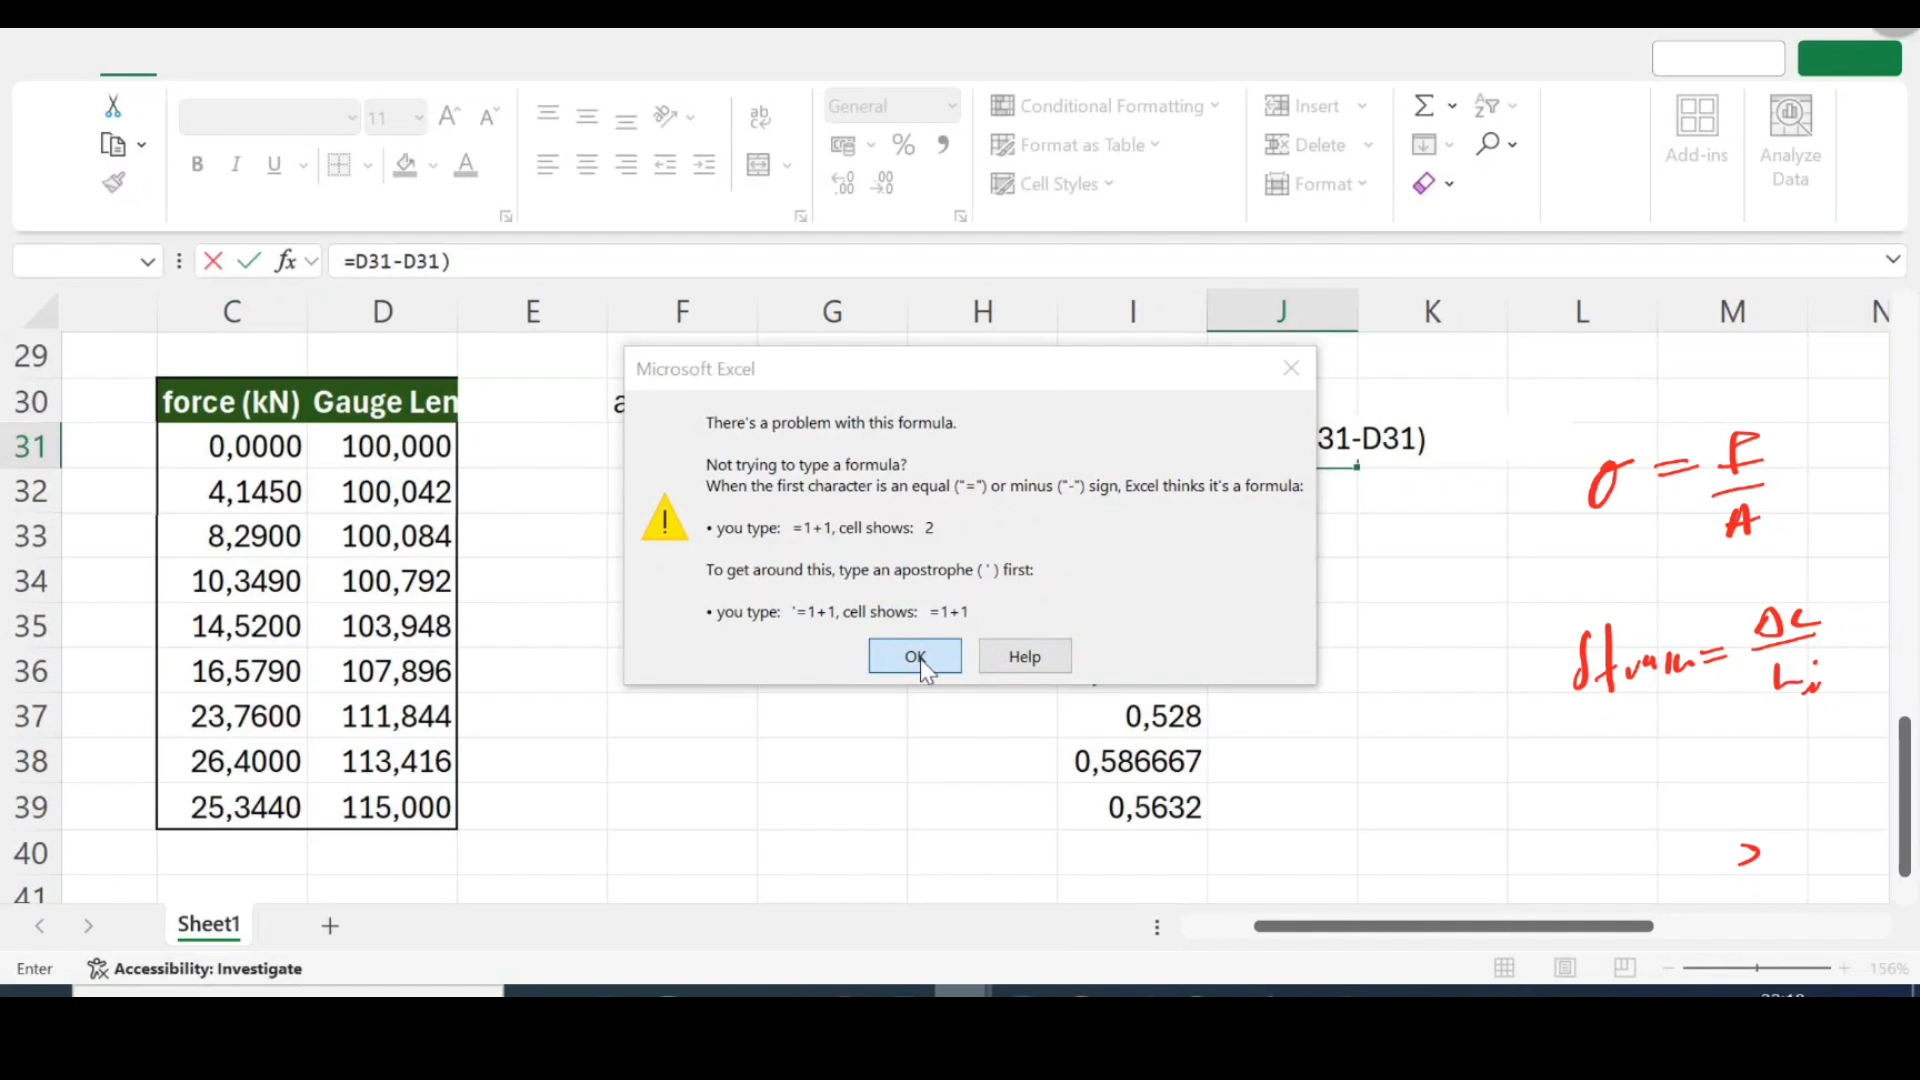 11
General
Conditional Formatting
Insert
Format as Table
Delete
Cell Styles
Format
Add-ins
Analyze
Data
=D31-D31)
C D E F G H I J K L M N
29
30 force (kN) Gauge Len
31 0,0000 100,000 31-D31)
32 4,1450 100,042
33 8,2900 100,084
34 10,3490 100,792
35 14,5200 103,948
36 16,5790 107,896
37 23,7600 111,844 0,528
38 26,4000 113,416 0,586667
39 25,3440 115,000 0,5632
40
41
Microsoft Excel
There's a problem with this formula.
Not trying to type a formula?
When the first character is an equal ("=") or minus ("-") sign, Excel thinks it's a formula:
• you type: =1+1, cell shows: 2
To get around this, type an apostrophe ( ' ) first:
• you type: '=1+1, cell shows: =1+1
OK Help
σ = P
A
ΔL
Li
Sheet1
Enter
Accessibility: Investigate
156%